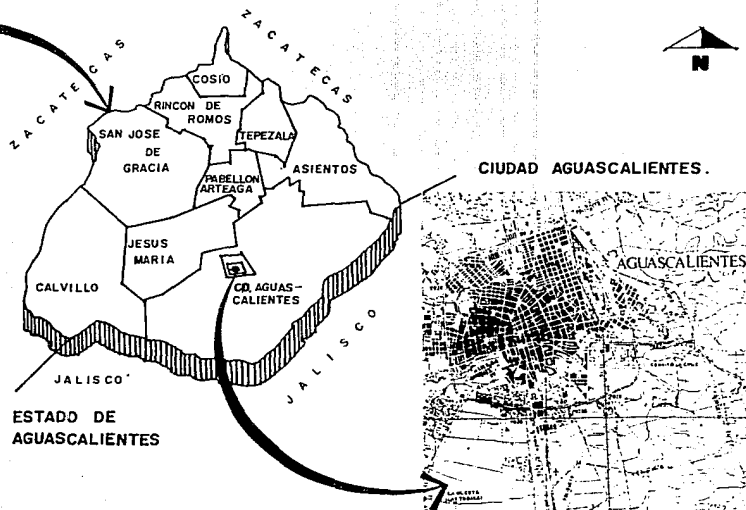 ZACATECAS
ZACATECAS
N
COSIO
RINCON DE
ROMOS
TEPEZALA
SAN JOSE
DE
GRACIA
ASIENTOS
PABELLON
ARTEAGA
CIUDAD AGUASCALIENTES.
JESUS
MARIA
CALVILLO
CD. AGUAS-
CALIENTES
AGUASCALIENTES
JALISCO
JALISCO
ESTADO DE
AGUASCALIENTES